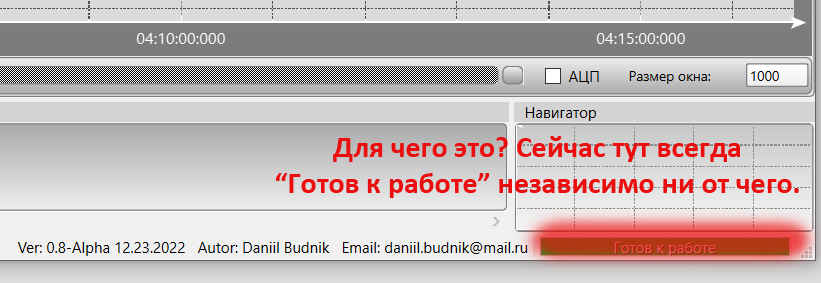 04:10:00:000 04:15:00:000
АЦП Размер окна: 1000
Навигатор
Для чего это? Сейчас тут всегда
“Готов к работе” независимо ни от чего.
Ver: 0.8-Alpha 12.23.2022 Autor: Daniil Budnik Email: daniil.budnik@mail.ru Готов к работе